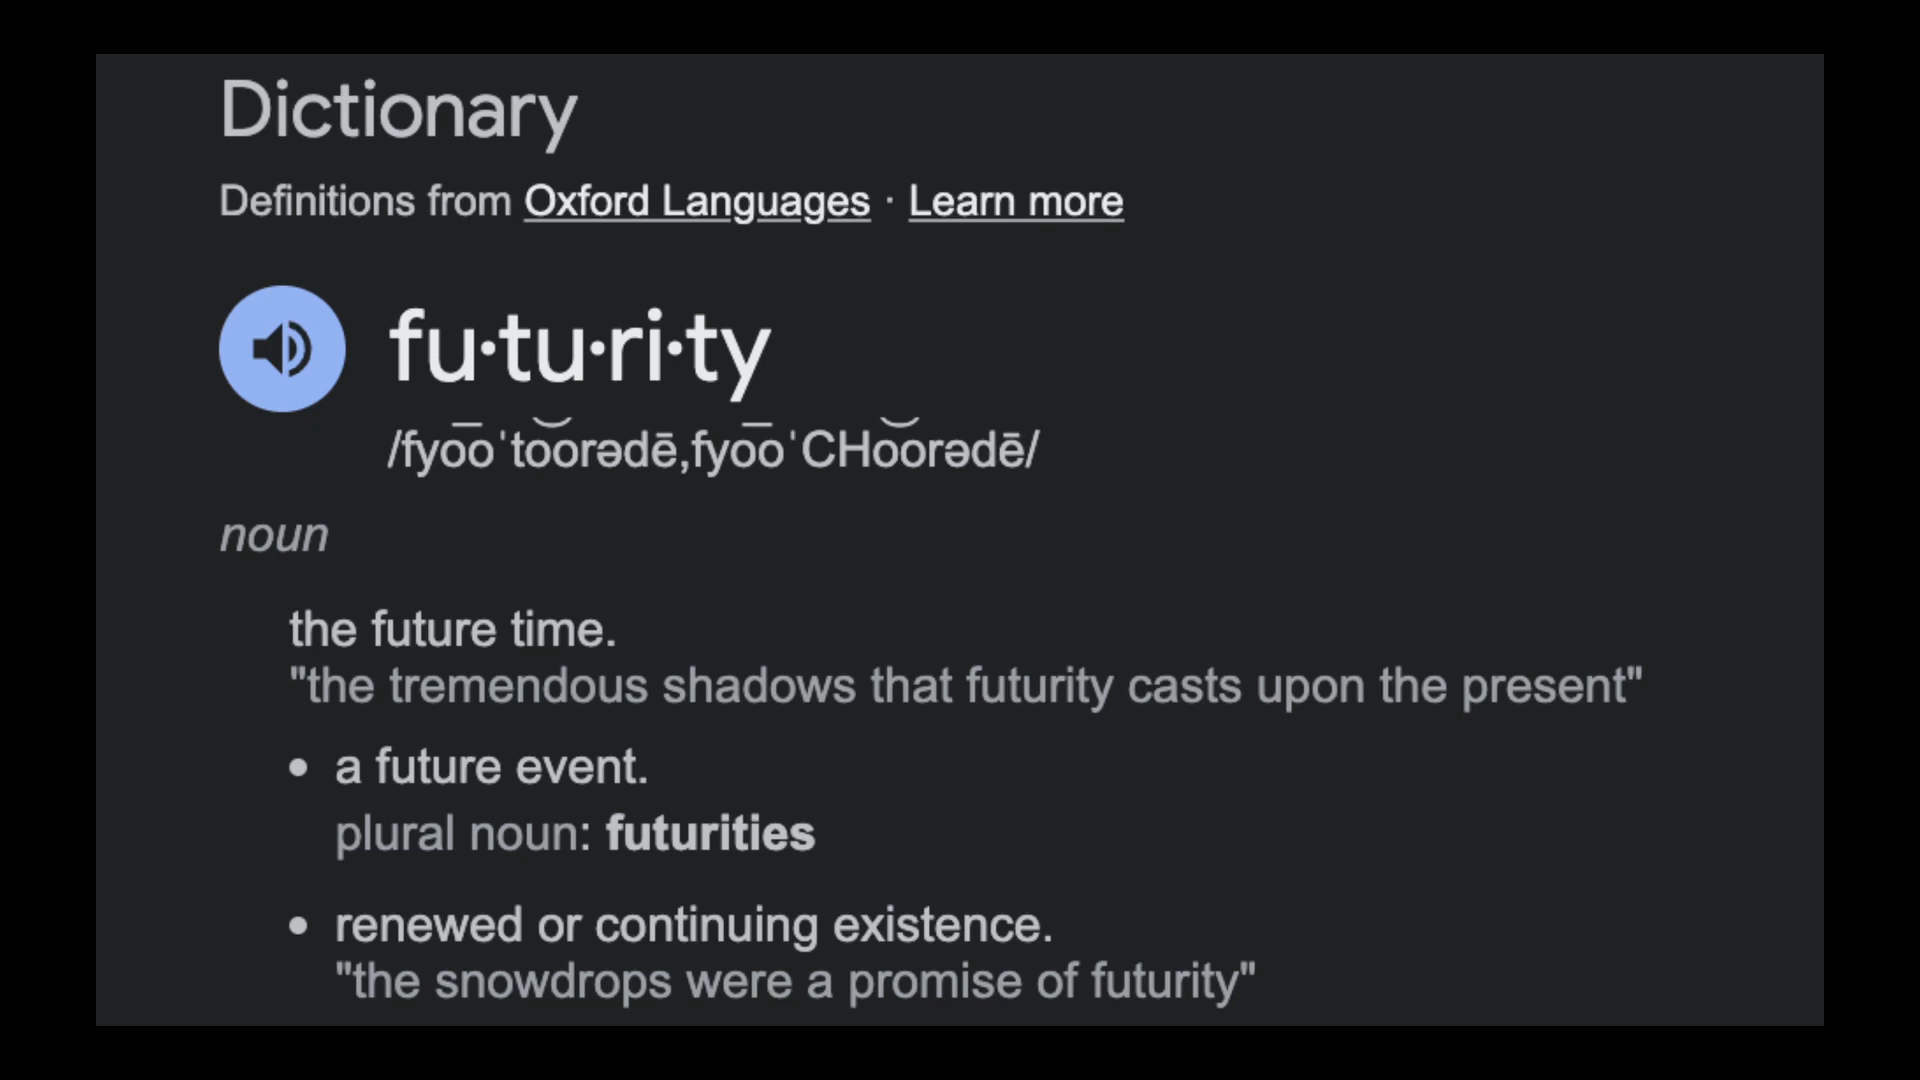 Dictionary
Definitions from Oxford Languages · Learn more
fu·tu·ri·ty
/fyo͞oˈto͝orədē,fyo͞oˈCHo͝orədē/
noun
the future time.
"the tremendous shadows that futurity casts upon the present"
• a future event.
plural noun: futurities
• renewed or continuing existence.
"the snowdrops were a promise of futurity"